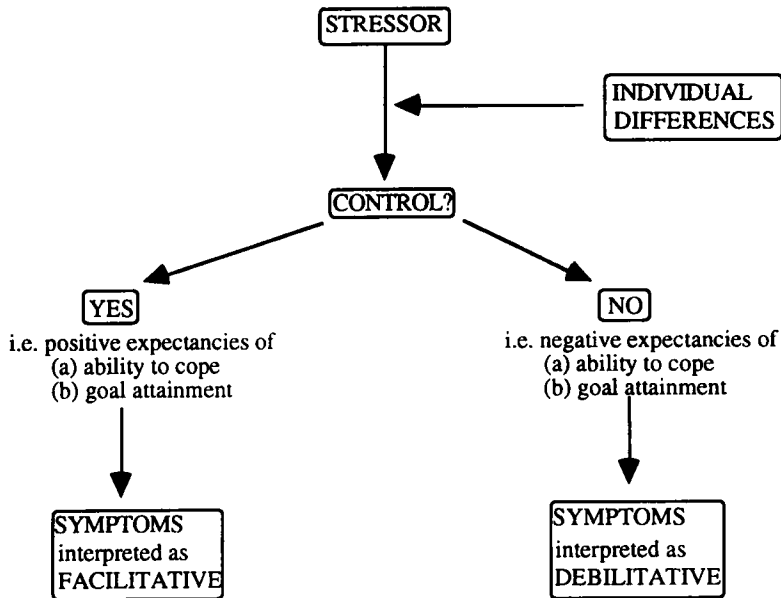 STRESSOR
INDIVIDUAL
DIFFERENCES
CONTROL?
YES
i.e. positive expectancies of
(a) ability to cope
(b) goal attainment
NO
i.e. negative expectancies of
(a) ability to cope
(b) goal attainment
SYMPTOMS
interpreted as
FACILITATIVE
SYMPTOMS
interpreted as
DEBILITATIVE